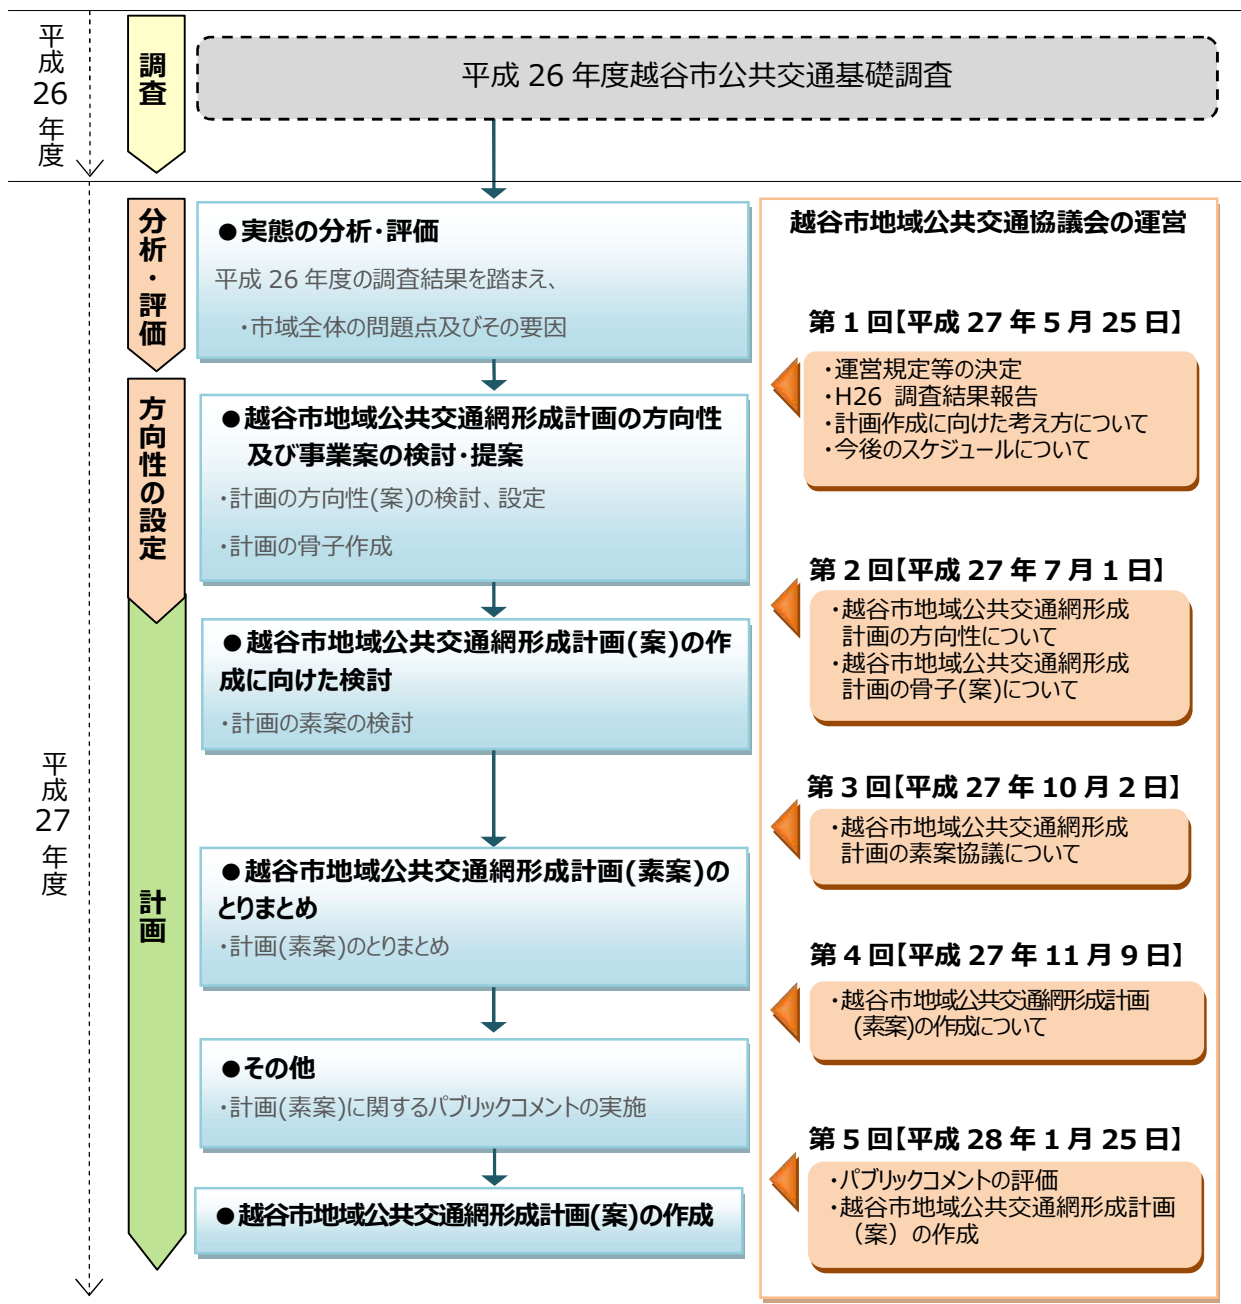 平成26年度
調査
平成 26 年度越谷市公共交通基礎調査
平成27年度
分析・評価
方向性の設定
計画
●実態の分析・評価
平成 26 年度の調査結果を踏まえ、
・市域全体の問題点及びその要因
●越谷市地域公共交通網形成計画の方向性
及び事業案の検討・提案
・計画の方向性(案)の検討、設定
・計画の骨子作成
●越谷市地域公共交通網形成計画(案)の作
成に向けた検討
・計画の素案の検討
●越谷市地域公共交通網形成計画(素案)の
とりまとめ
・計画(素案)のとりまとめ
●その他
・計画(素案)に関するパブリックコメントの実施
●越谷市地域公共交通網形成計画(案)の作成
越谷市地域公共交通協議会の運営
第 1 回【平成 27 年 5 月 25 日】
・運営規定等の決定
・H26 調査結果報告
・計画作成に向けた考え方について
・今後のスケジュールについて
第 2 回【平成 27 年 7 月 1 日】
・越谷市地域公共交通網形成
計画の方向性について
・越谷市地域公共交通網形成
計画の骨子(案)について
第 3 回【平成 27 年 10 月 2 日】
・越谷市地域公共交通網形成
計画の素案協議について
第 4 回【平成 27 年 11 月 9 日】
・越谷市地域公共交通網形成計画
(素案)の作成について
第 5 回【平成 28 年 1 月 25 日】
・パブリックコメントの評価
・越谷市地域公共交通網形成計画
（案）の作成